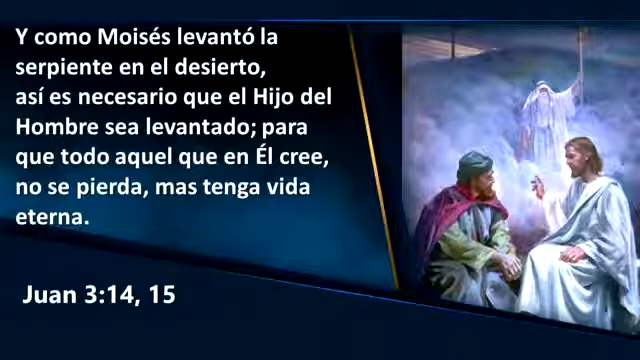 Y como Moisés levantó la
serpiente en el desierto,
así es necesario que el Hijo del
Hombre sea levantado; para
que todo aquel que en Él cree,
no se pierda, mas tenga vida
eterna.
Juan 3:14, 15